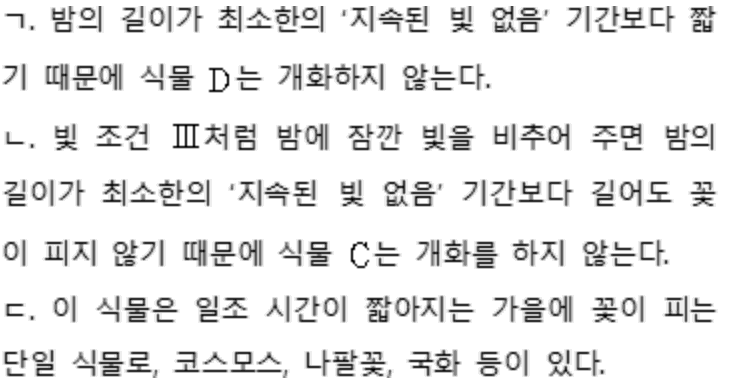 ㄱ. 밤의 길이가 최소한의 ‘지속된 빛 없음’ 기간보다 짧
기 때문에 식물 D는 개화하지 않는다.
ㄴ. 빛 조건 Ⅲ처럼 밤에 잠깐 빛을 비추어 주면 밤의
길이가 최소한의 ‘지속된 빛 없음’ 기간보다 길어도 꽃
이 피지 않기 때문에 식물 C는 개화를 하지 않는다.
ㄷ. 이 식물은 일조 시간이 짧아지는 가을에 꽃이 피는
단일 식물로, 코스모스, 나팔꽃, 국화 등이 있다.